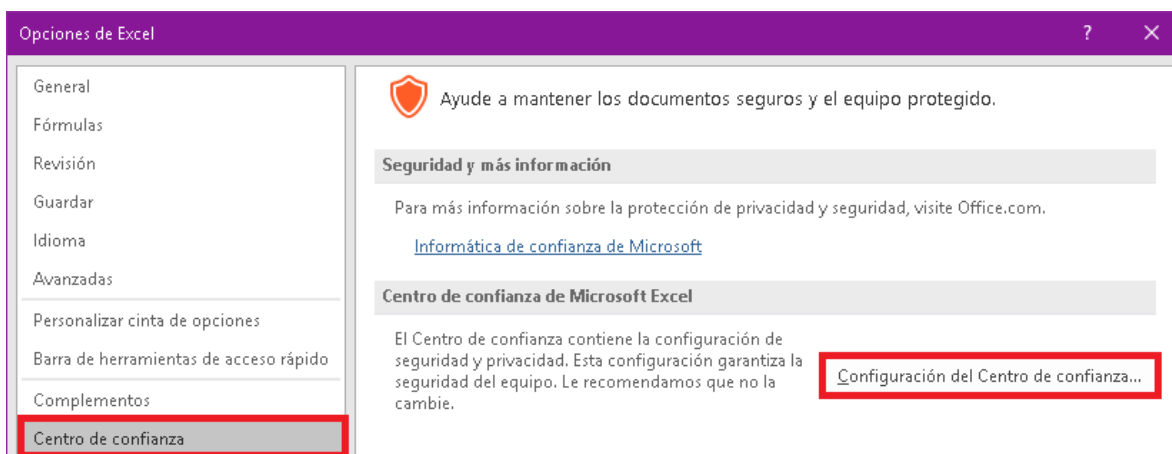 Opciones de Excel
?
General
Fórmulas
Revisión
Guardar
Idioma
Avanzadas
Personalizar cinta de opciones
Barra de herramientas de acceso rápido
Complementos
Centro de confianza
Ayude a mantener los documentos seguros y el equipo protegido.
Seguridad y más información
Para más información sobre la protección de privacidad y seguridad, visite Office.com.
Informática de confianza de Microsoft
Centro de confianza de Microsoft Excel
El Centro de confianza contiene la configuración de
seguridad y privacidad. Esta configuración garantiza la
seguridad del equipo. Le recomendamos que no la
cambie.
Configuración del Centro de confianza...